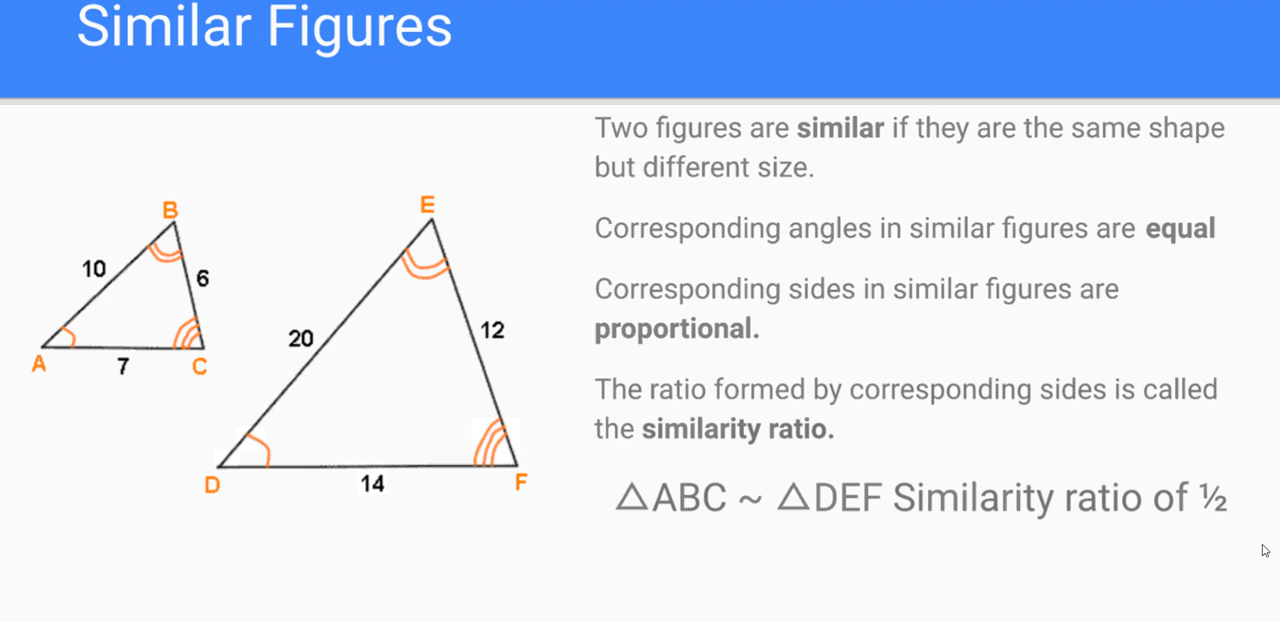 Similar Figures
Two figures are similar if they are the same shape
but different size.
Corresponding angles in similar figures are equal
Corresponding sides in similar figures are
proportional.
The ratio formed by corresponding sides is called
the similarity ratio.
△ABC ~ △DEF Similarity ratio of ½
B
10
6
A
7
C
E
20
12
D
14
F